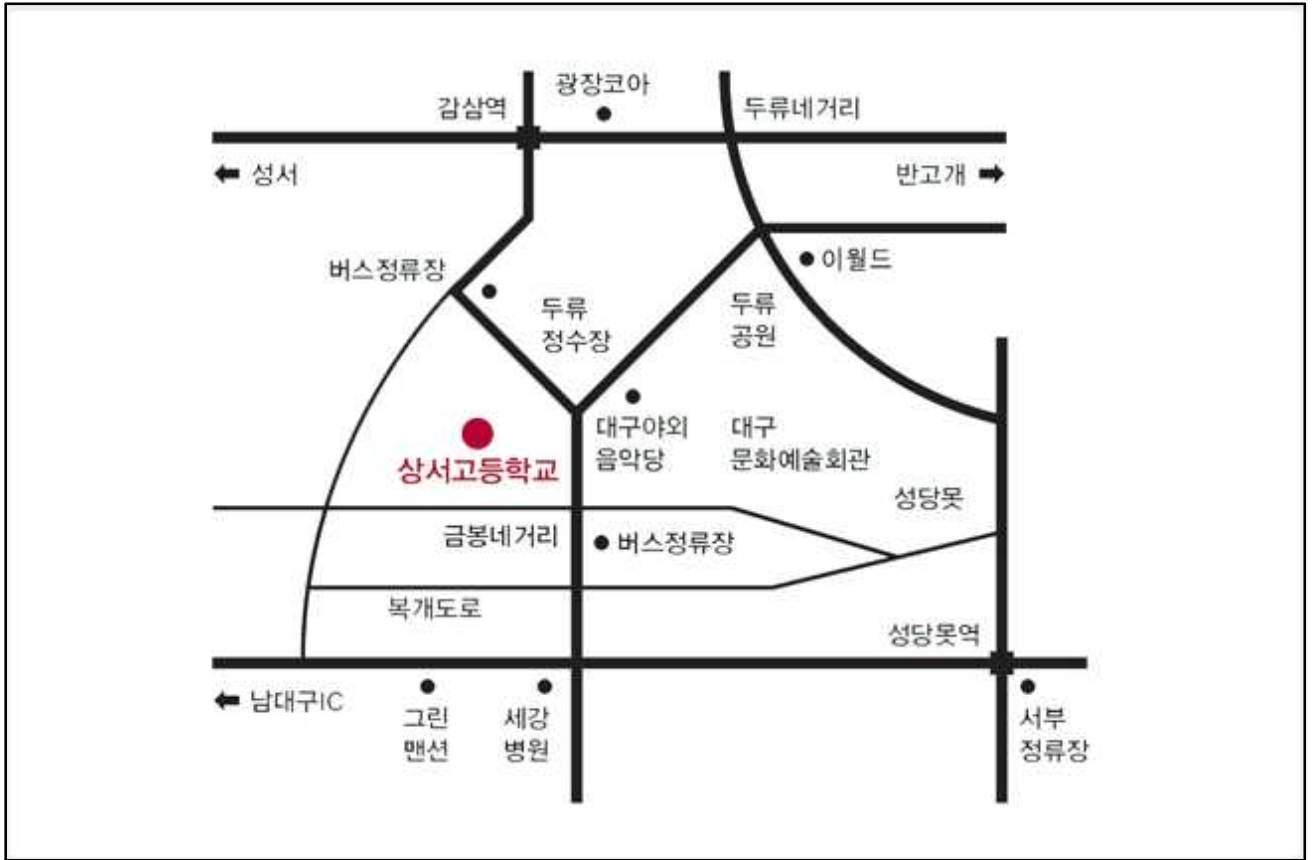 광장코아
감삼역
두류네거리
성서
반고개
이월드
버스정류장
두류
정수장
두류
공원
대구야외
음악당
대구
문화예술회관
상서고등학교
성당못
금봉네거리
버스정류장
복개도로
성당못역
남대구IC
그린
맨션
세강
병원
서부
정류장